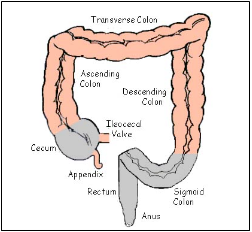 Transverse Colon
Ascending
Colon
Descending
Colon
Ileocecal
Valve
Cecum
Appendix
Rectum
Sigmoid
Colon
Anus